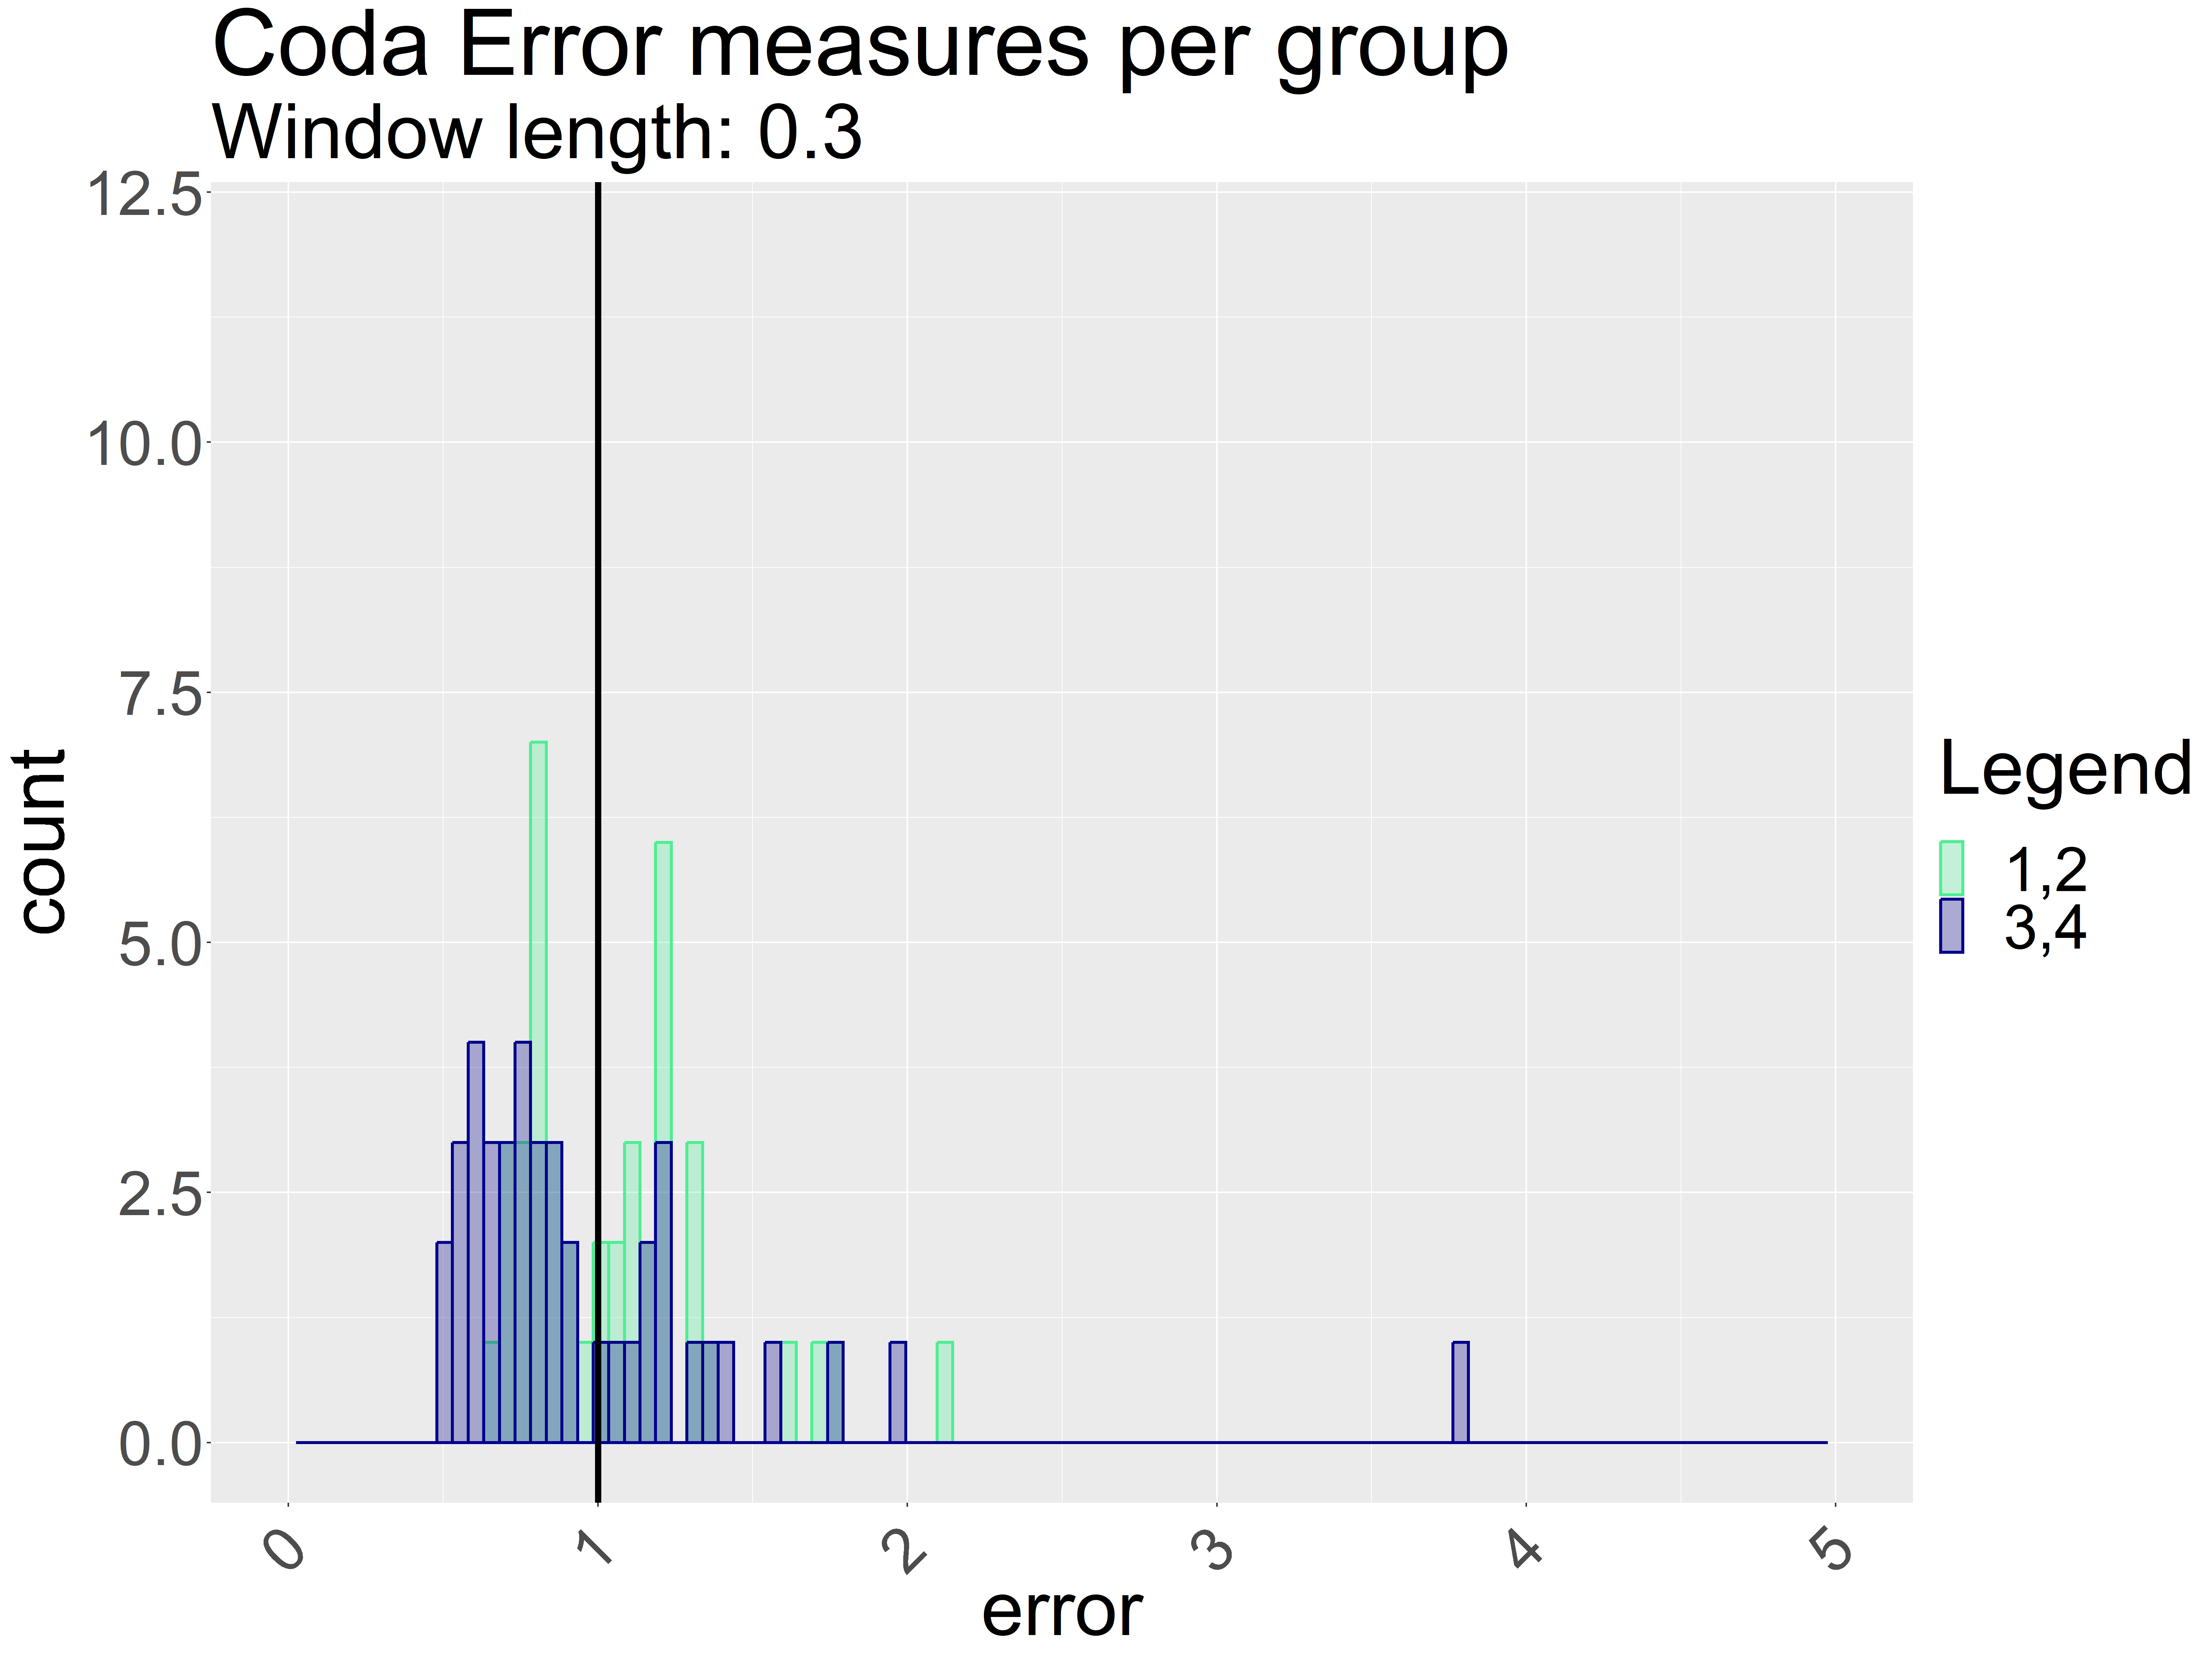 Coda Error measures per group
Window length: 0.3
12.5
10.0
7.5
5.0
2.5
0.0
count
0 1 2 3 4 5
error
Legend
1,2
3,4